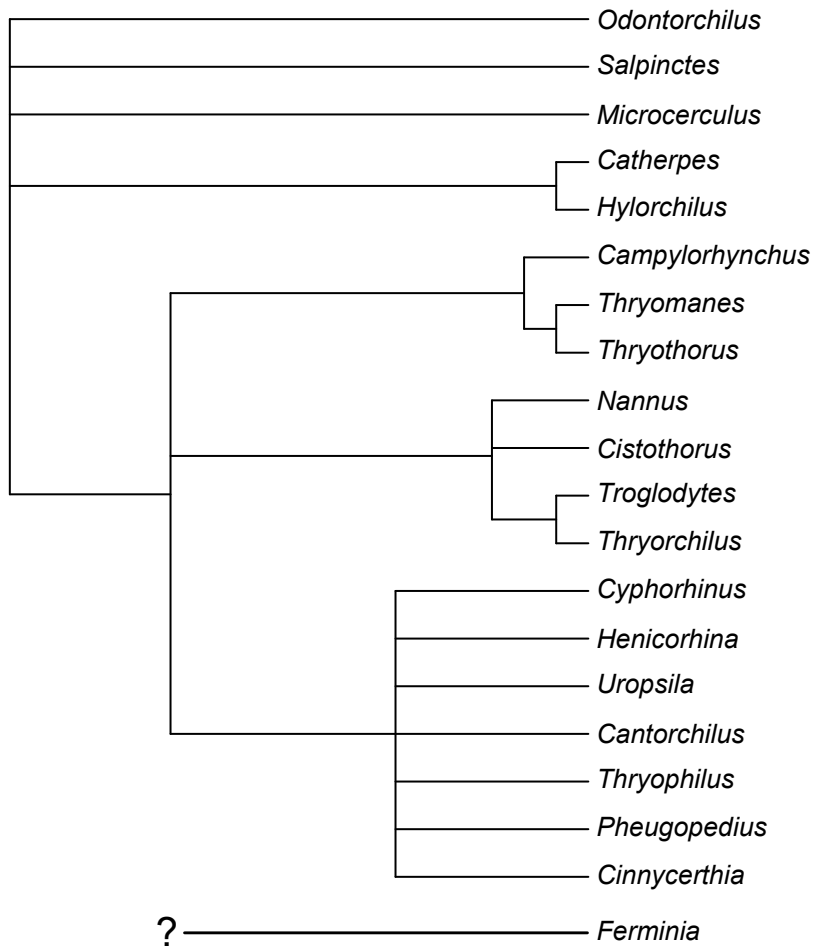 Odontorchilus
Salpinctes
Microcerculus
Catherpes
Hylorchilus
Campylorhynchus
Thryomanes
Thryothorus
Nannus
Cistothorus
Troglodytes
Thryorchilus
Cyphorhinus
Henicorhina
Uropsila
Cantorchilus
Thryophilus
Pheugopedius
Cinnycerthia
? Ferminia